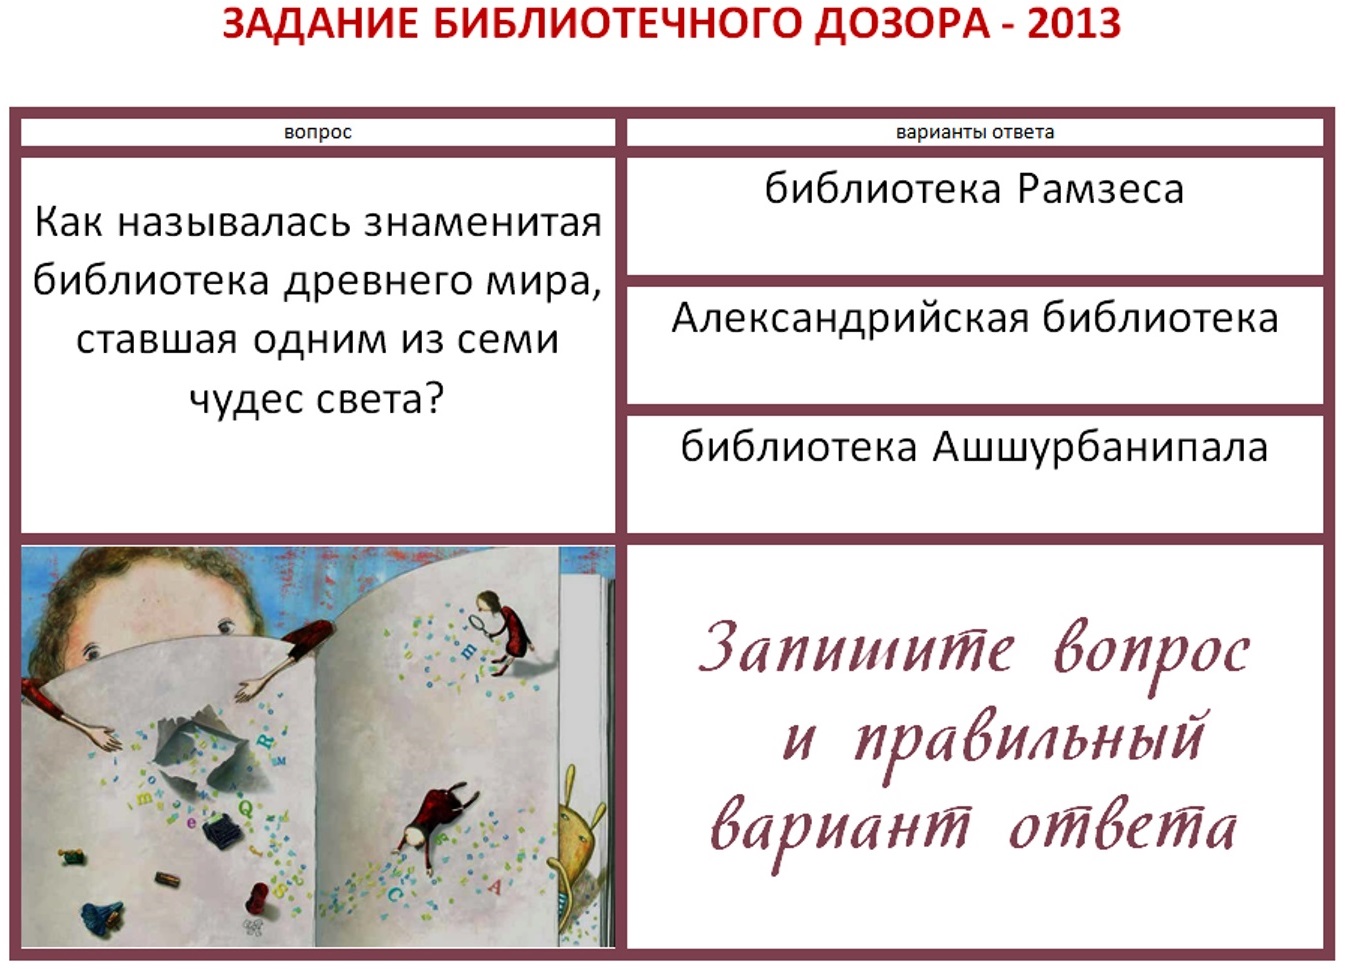 ЗАДАНИЕ БИБЛИОТЕЧНОГО ДОЗОРА - 2013
вопрос
варианты ответа
Как называлась знаменитая
библиотека древнего мира,
ставшая одним из семи
чудес света?
библиотека Рамзеса
Александрийская библиотека
библиотека Ашшурбанипала
Запишите вопрос
и правильный
вариант ответа